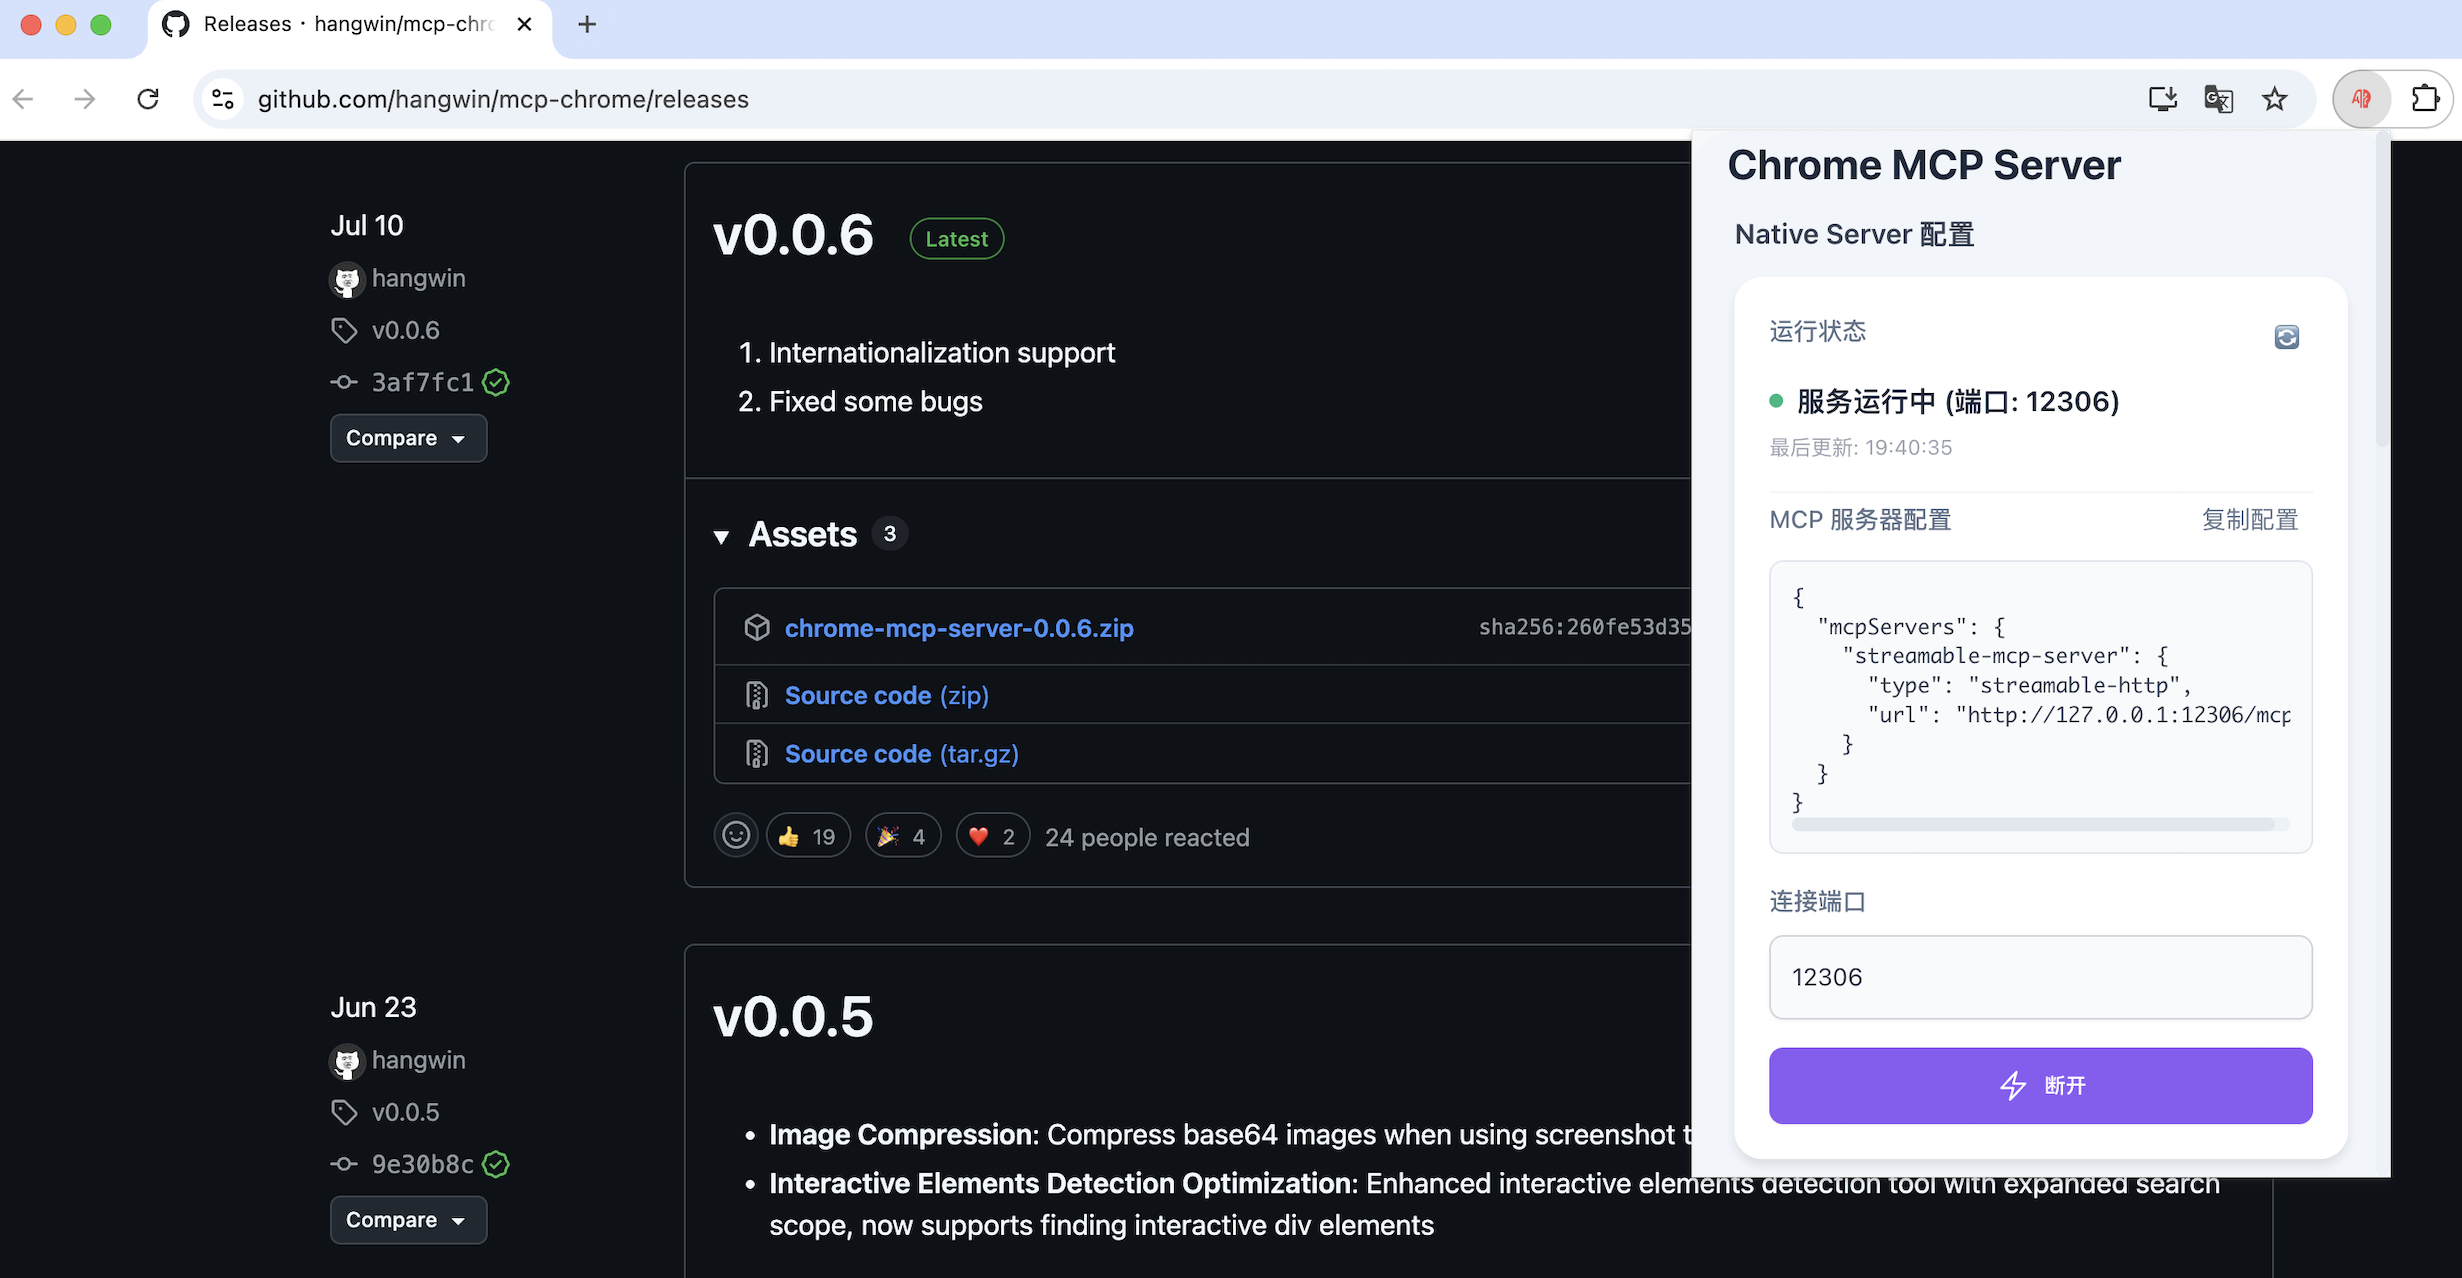 Releases · hangwin/mcp-chro
github.com/hangwin/mcp-chrome/releases
Jul 10
hangwin
v0.0.6
3af7fc1
Compare
v0.0.6
Latest
1. Internationalization support
2. Fixed some bugs
Assets 3
chrome-mcp-server-0.0.6.zip
sha256:260fe53d35
Source code (zip)
Source code (tar.gz)
👍 19
🎉 4
❤️ 2
24 people reacted
Jun 23
hangwin
v0.0.5
9e30b8c
Compare
v0.0.5
• Image Compression: Compress base64 images when using screenshot t
• Interactive Elements Detection Optimization: Enhanced interactive elements detection tool with expanded search
scope, now supports finding interactive div elements
Chrome MCP Server
Native Server 配置
运行状态
服务运行中 (端口: 12306)
最后更新: 19:40:35
MCP 服务器配置
复制配置
{
"mcpServers": {
"streamable-mcp-server": {
"type": "streamable-http",
"url": "http://127.0.0.1:12306/mcp
}
}
}
连接端口
12306
断开